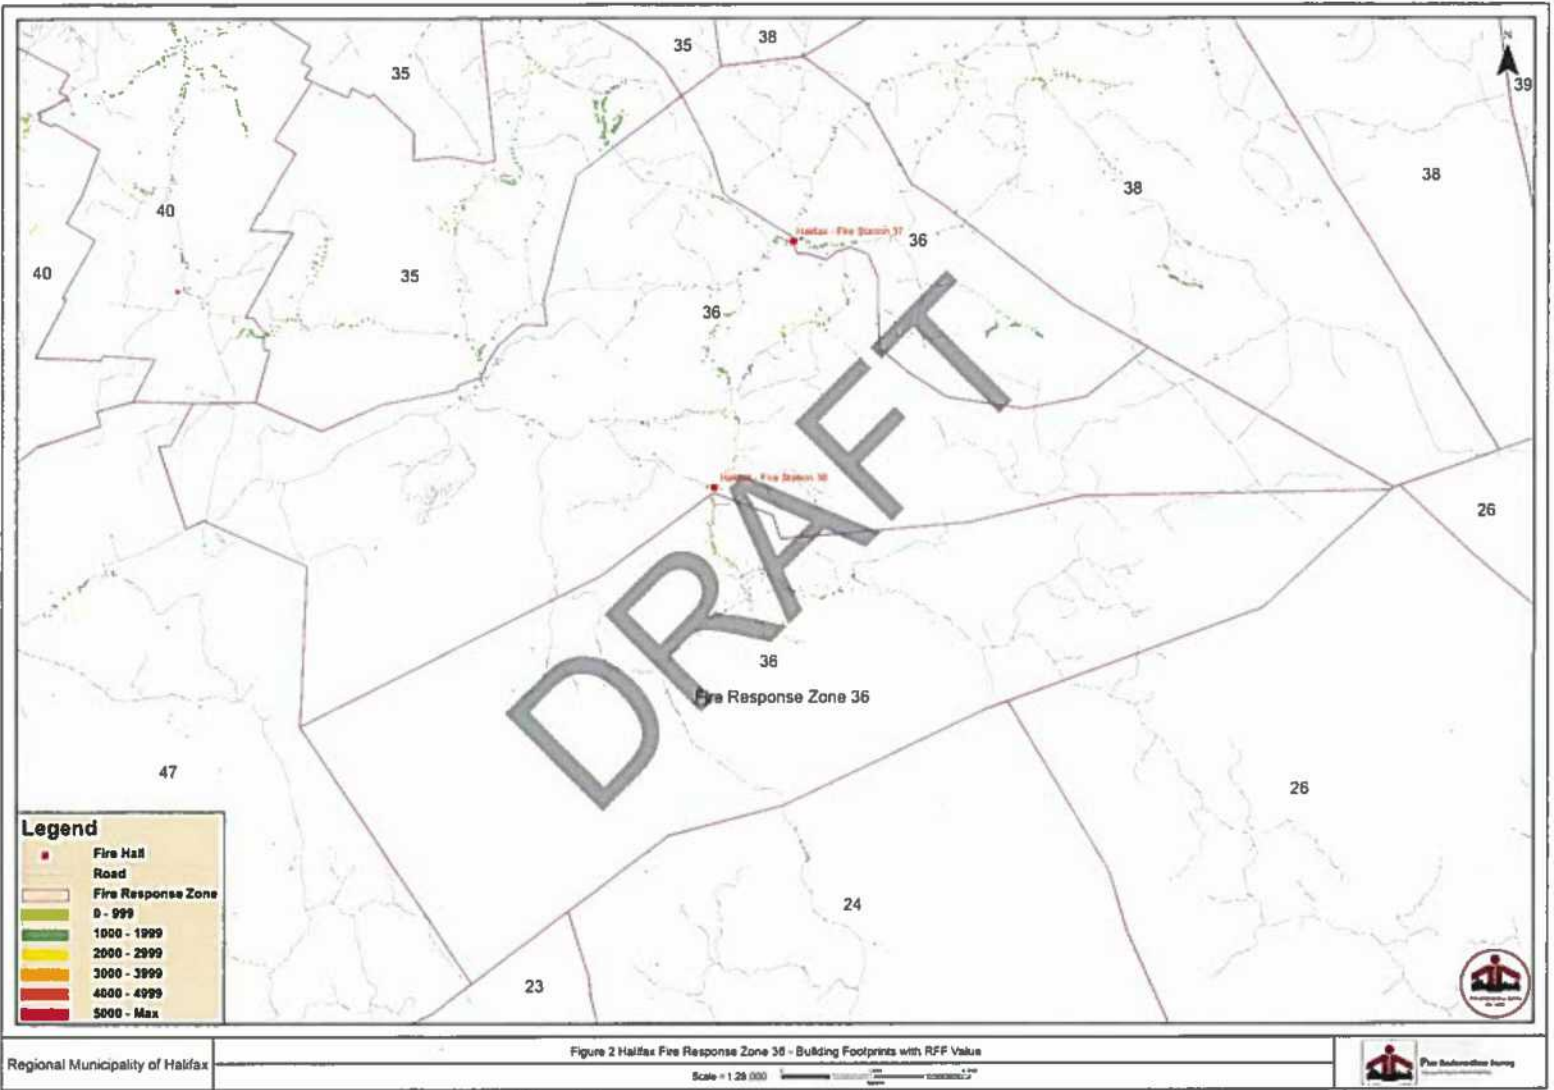 35
38
35
39
38
38
40
36
40
35
36
Halifax - Fire Station 37
Fire Station
26
DRAFT
36
Fire Response Zone 36
47
26
24
23
N
Legend
Fire Hall
Road
Fire Response Zone
0 - 999
1000 - 1999
2000 - 2999
3000 - 3999
4000 - 4999
5000 - Max
Regional Municipality of Halifax
Figure 2 Halifax Fire Response Zone 36 - Building Footprints with RFF Value
Scale = 1:28,000
Fire Underwriters Survey